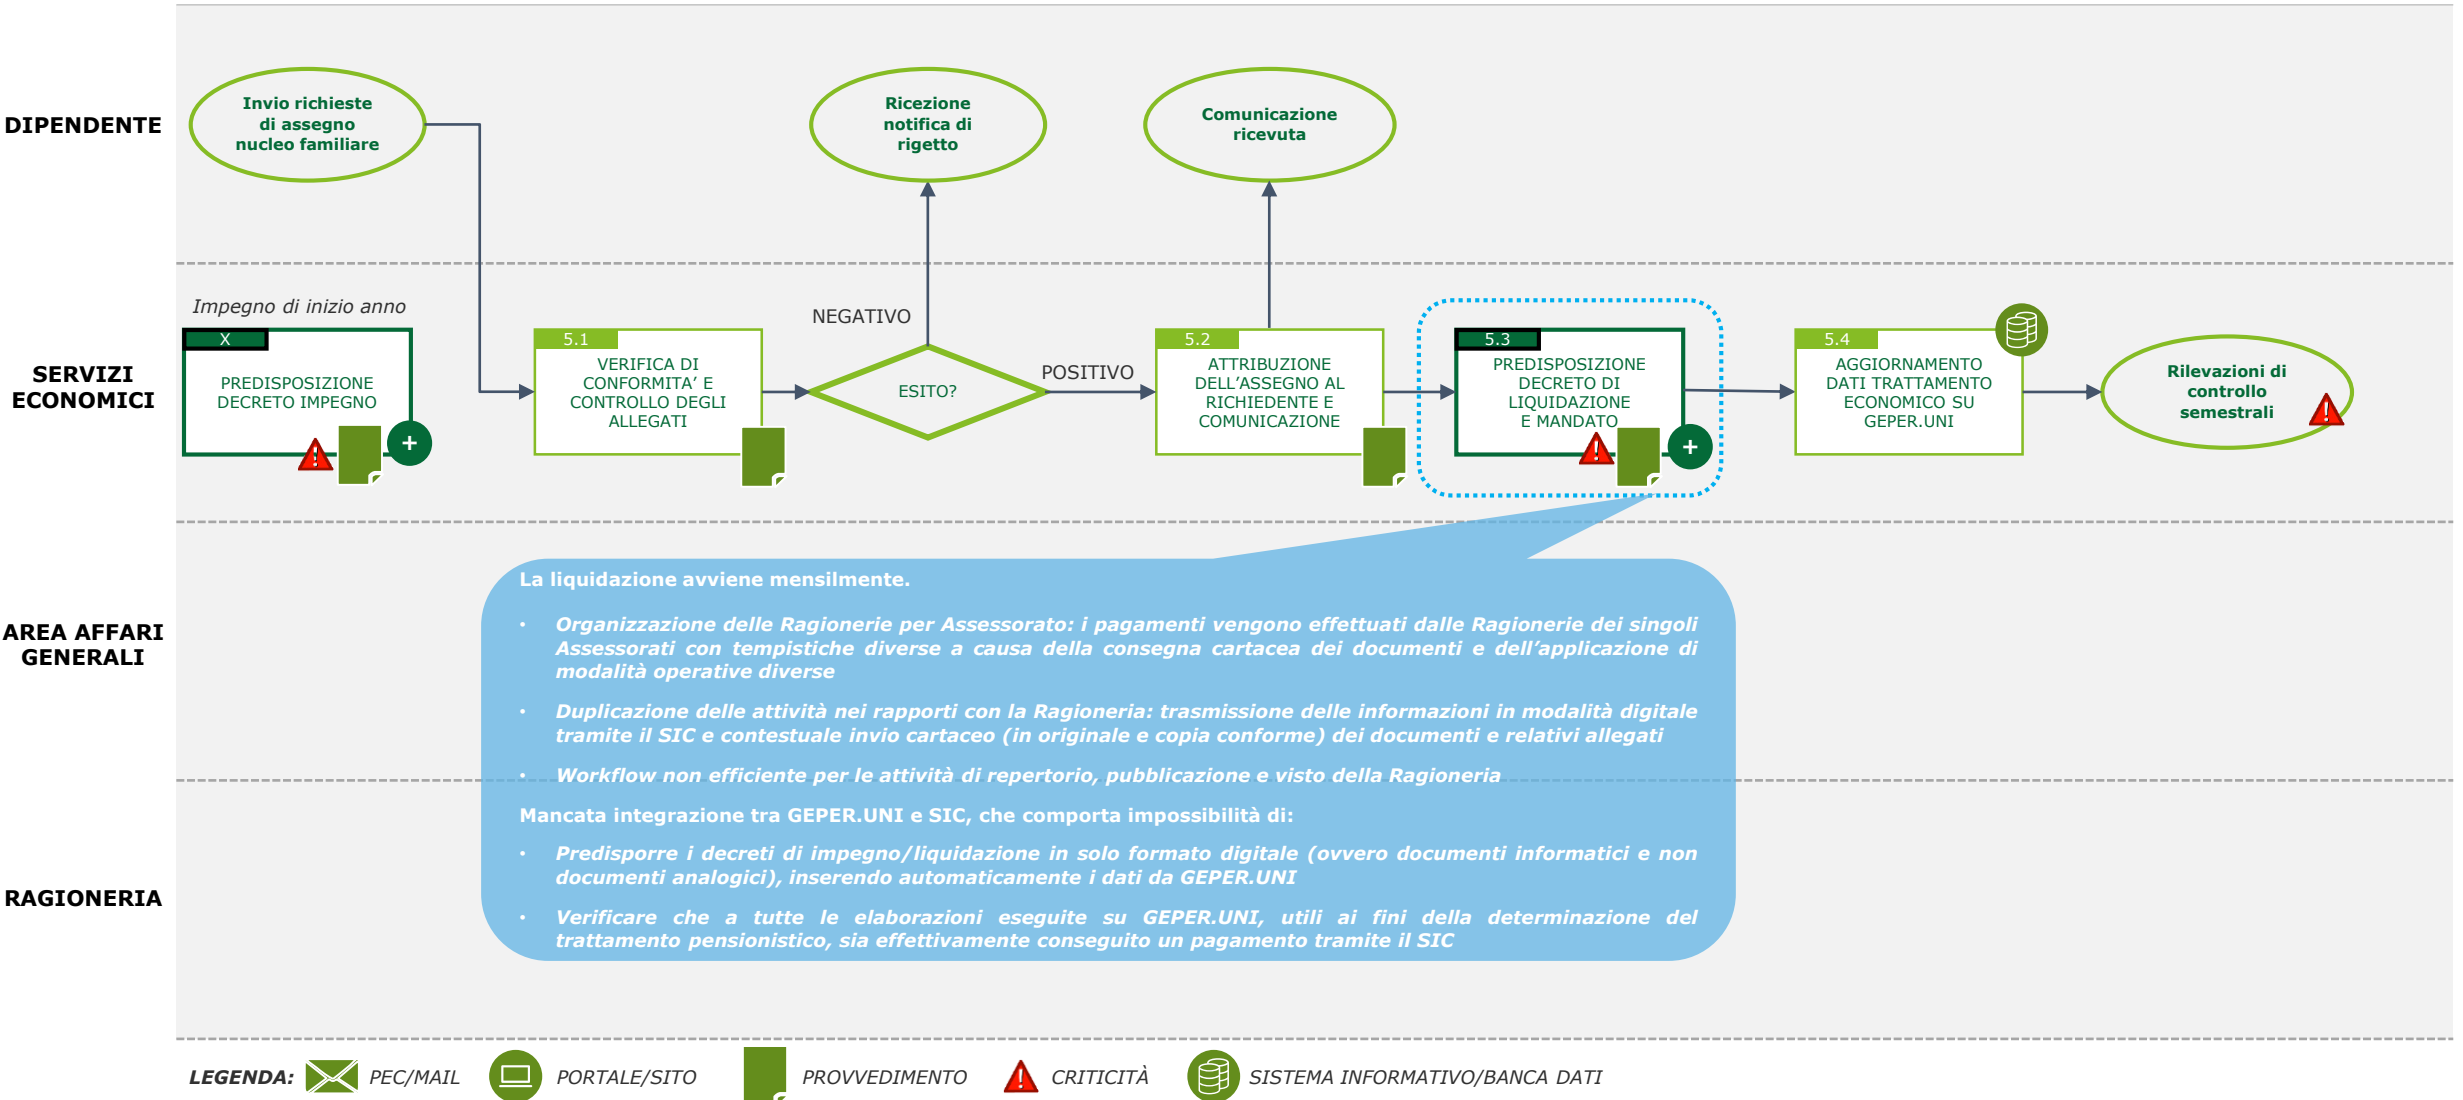 DIPENDENTE
Invio richieste
di assegno
nucleo familiare
Ricezione
notifica di
rigetto
Comunicazione
ricevuta
SERVIZI
ECONOMICI
Impegno di inizio anno
X
PREDISPOSIZIONE
DECRETO IMPEGNO
+
5.1
VERIFICA DI
CONFORMITA’ E
CONTROLLO DEGLI
ALLEGATI
NEGATIVO
ESITO?
POSITIVO
5.2
ATTRIBUZIONE
DELL’ASSEGNO AL
RICHIEDENTE E
COMUNICAZIONE
5.3
PREDISPOSIZIONE
DECRETO DI
LIQUIDAZIONE
E MANDATO
+
5.4
AGGIORNAMENTO
DATI TRATTAMENTO
ECONOMICO SU
GEPER.UNI
Rilevazioni di
controllo
semestrali
AREA AFFARI
GENERALI
La liquidazione avviene mensilmente.
• Organizzazione delle Ragionerie per Assessorato: i pagamenti vengono effettuati dalle Ragionerie dei singoli
Assessorati con tempistiche diverse a causa della consegna cartacea dei documenti e dell’applicazione di
modalità operative diverse
• Duplicazione delle attività nei rapporti con la Ragioneria: trasmissione delle informazioni in modalità digitale
tramite il SIC e contestuale invio cartaceo (in originale e copia conforme) dei documenti e relativi allegati
• Workflow non efficiente per le attività di repertorio, pubblicazione e visto della Ragioneria
Mancata integrazione tra GEPER.UNI e SIC, che comporta impossibilità di:
• Predisporre i decreti di impegno/liquidazione in solo formato digitale (ovvero documenti informatici e non
documenti analogici), inserendo automaticamente i dati da GEPER.UNI
• Verificare che a tutte le elaborazioni eseguite su GEPER.UNI, utili ai fini della determinazione del
trattamento pensionistico, sia effettivamente conseguito un pagamento tramite il SIC
RAGIONERIA
LEGENDA: PEC/MAIL PORTALE/SITO PROVVEDIMENTO CRITICITÀ SISTEMA INFORMATIVO/BANCA DATI